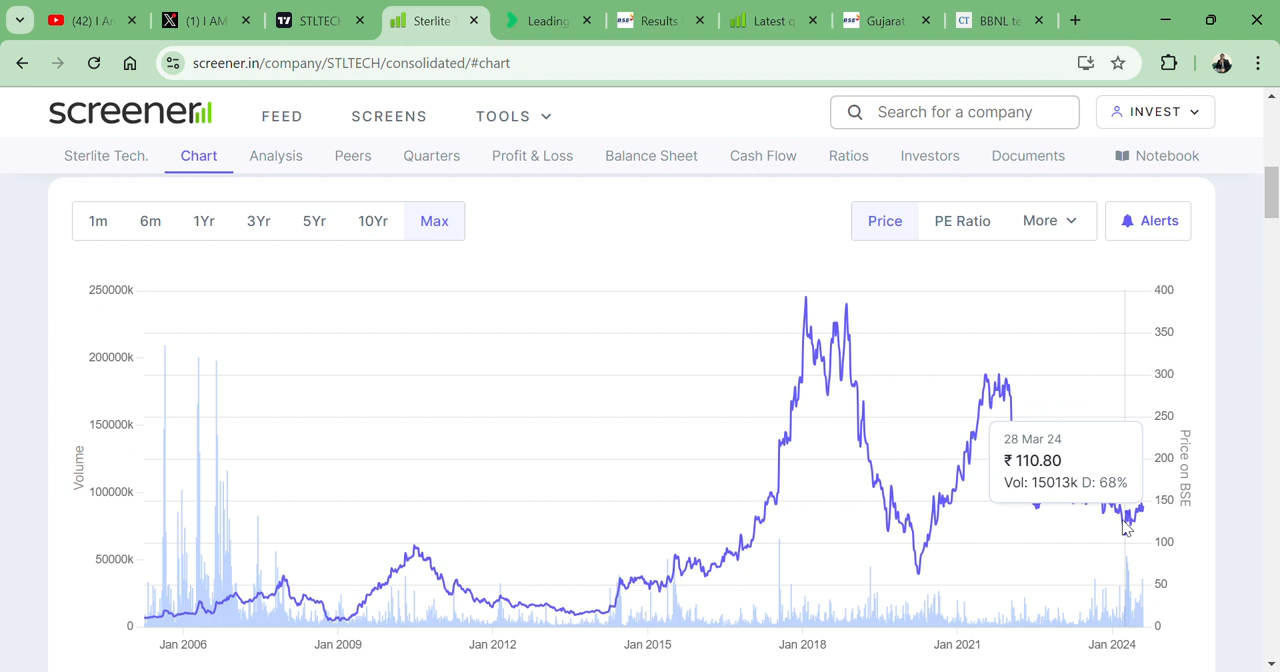 (42) I Ar
(1) I AM
STLTECH
Sterlite T
Leading
BSE Results
Latest q
BSE Gujarat
CT BBNL te
screener.in/company/STLTECH/consolidated/#chart
screener
FEED
SCREENS
TOOLS
Search for a company
INVEST
Sterlite Tech.
Chart
Analysis
Peers
Quarters
Profit & Loss
Balance Sheet
Cash Flow
Ratios
Investors
Documents
Notebook
1m
6m
1Yr
3Yr
5Yr
10Yr
Max
Price
PE Ratio
More
Alerts
250000k
200000k
150000k
100000k
50000k
0
Volume
400
350
300
250
200
150
100
50
0
Price on BSE
28 Mar 24
₹ 110.80
Vol: 15013k D: 68%
Jan 2006
Jan 2009
Jan 2012
Jan 2015
Jan 2018
Jan 2021
Jan 2024